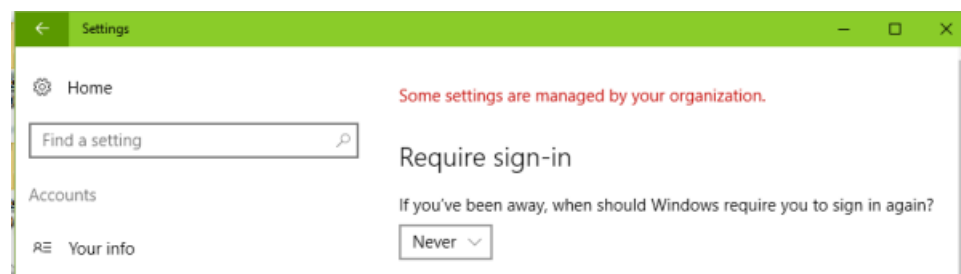 Settings
Home
Find a setting
Accounts
Your info
Some settings are managed by your organization.
Require sign-in
If you've been away, when should Windows require you to sign in again?
Never